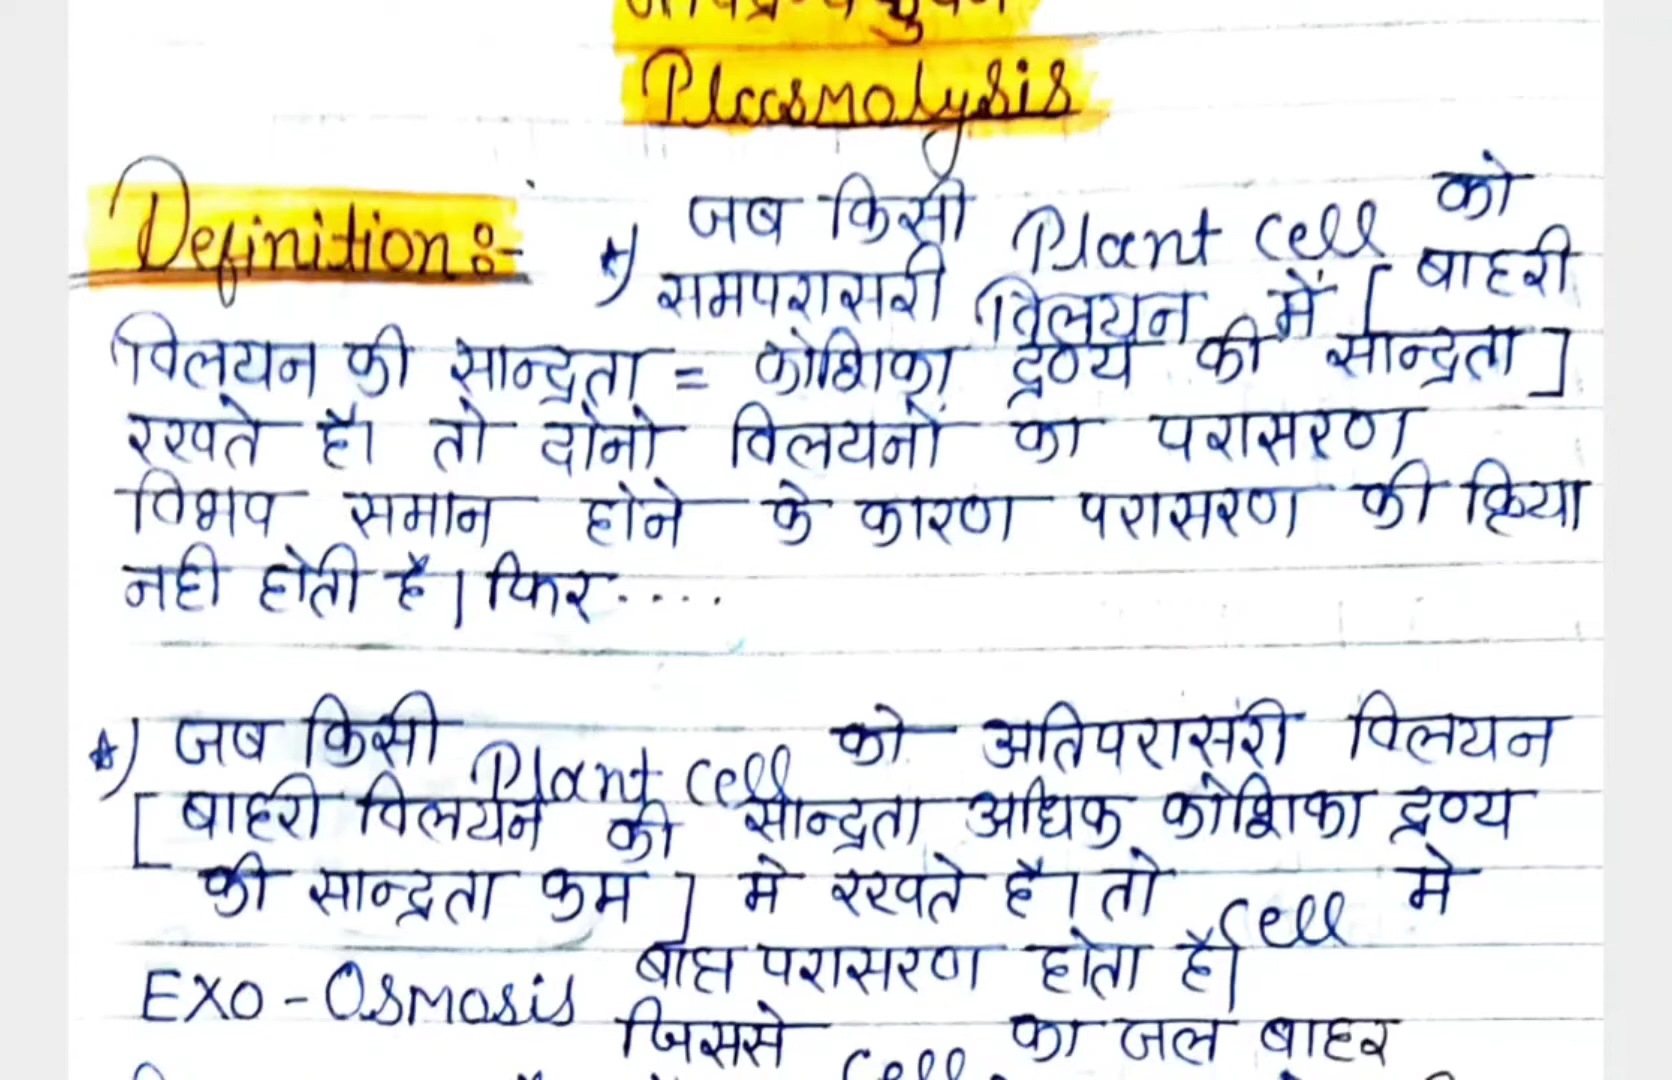 Plasmolysis
Definition:- *) जब किसी Plant Cell को
समपरासरी विलयन में [ बाहरी
विलयन की सान्द्रता = कोशिका द्रव्य की सान्द्रता ]
रखते है। तो दोनो विलयनों का परासरण
विभव समान होने के कारण परासरण की क्रिया
नही होती है। फिर....
*) जब किसी Plant Cell को अतिपरासरी विलयन
[ बाहरी विलयन की सान्द्रता अधिक कोशिका द्रव्य
की सान्द्रता कम ] मे रखते है। तो Cell मे
EXO-Osmosis बाह्य परासरण होता है।
जिससे Cell का जल बाहर